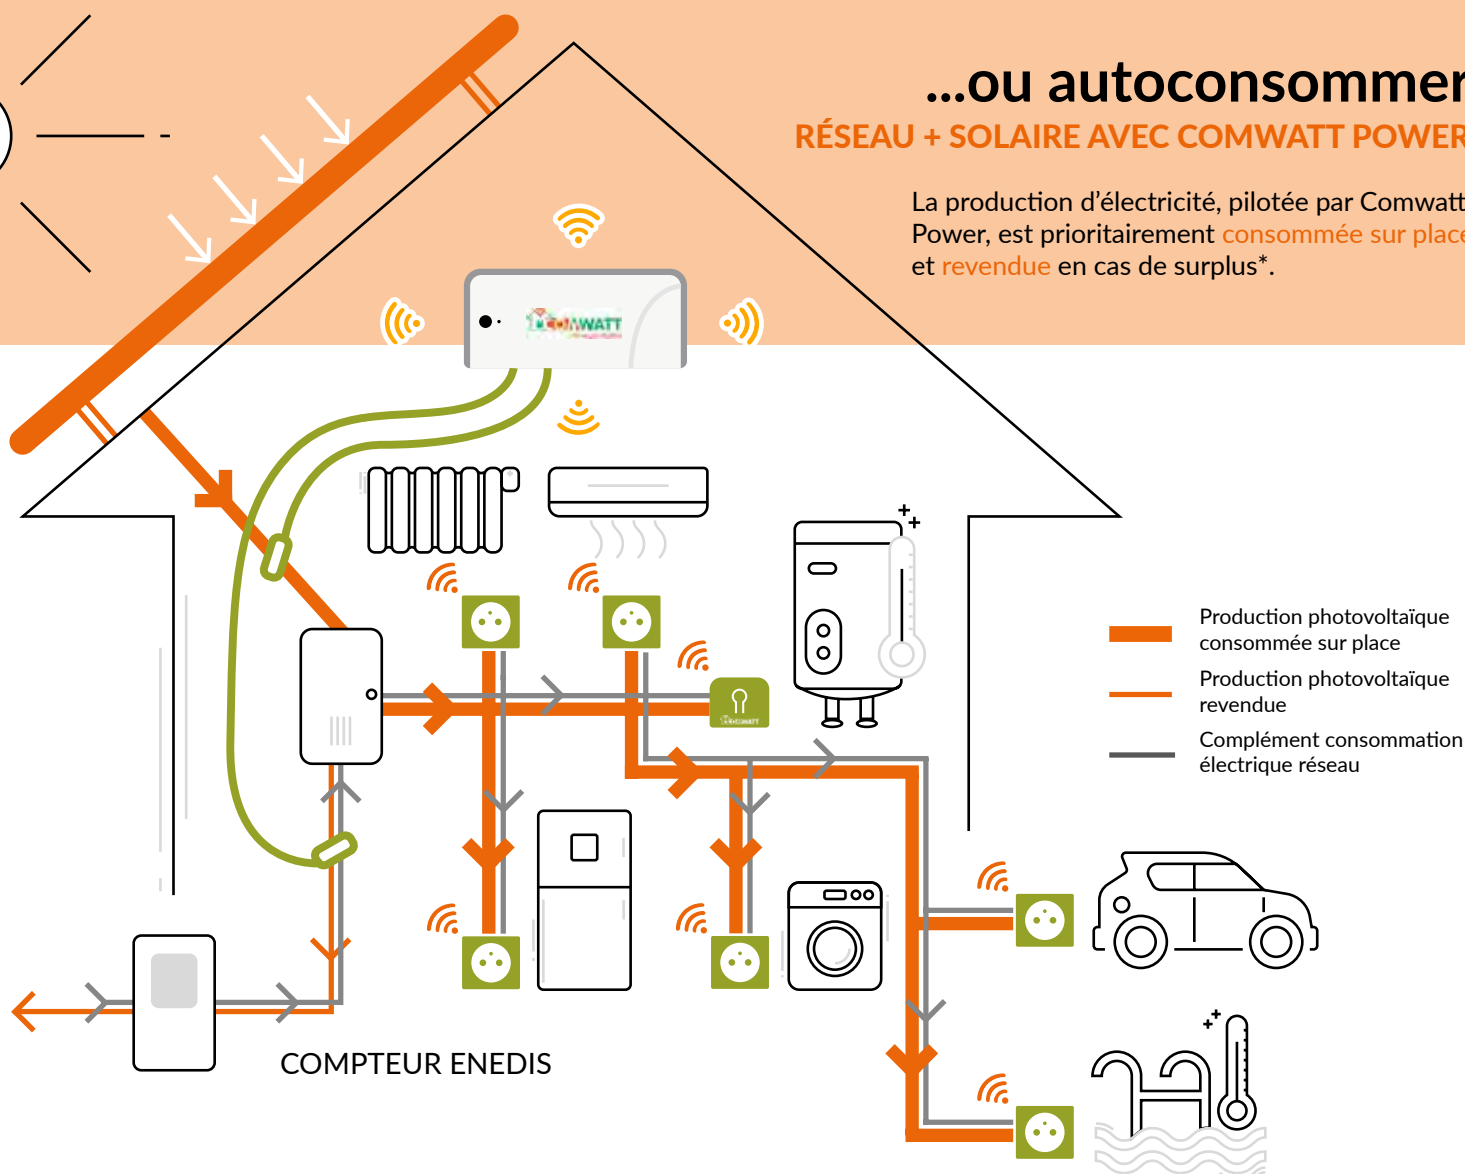 ...ou autoconsommer
RÉSEAU + SOLAIRE AVEC COMWATT POWER
La production d'électricité, pilotée par Comwatt
Power, est prioritairement consommée sur place
et revendue en cas de surplus*.
COMWATT
Production photovoltaïque
consommée sur place
Production photovoltaïque
revendue
Complément consommation
électrique réseau
COMWATT
COMPTEUR ENEDIS